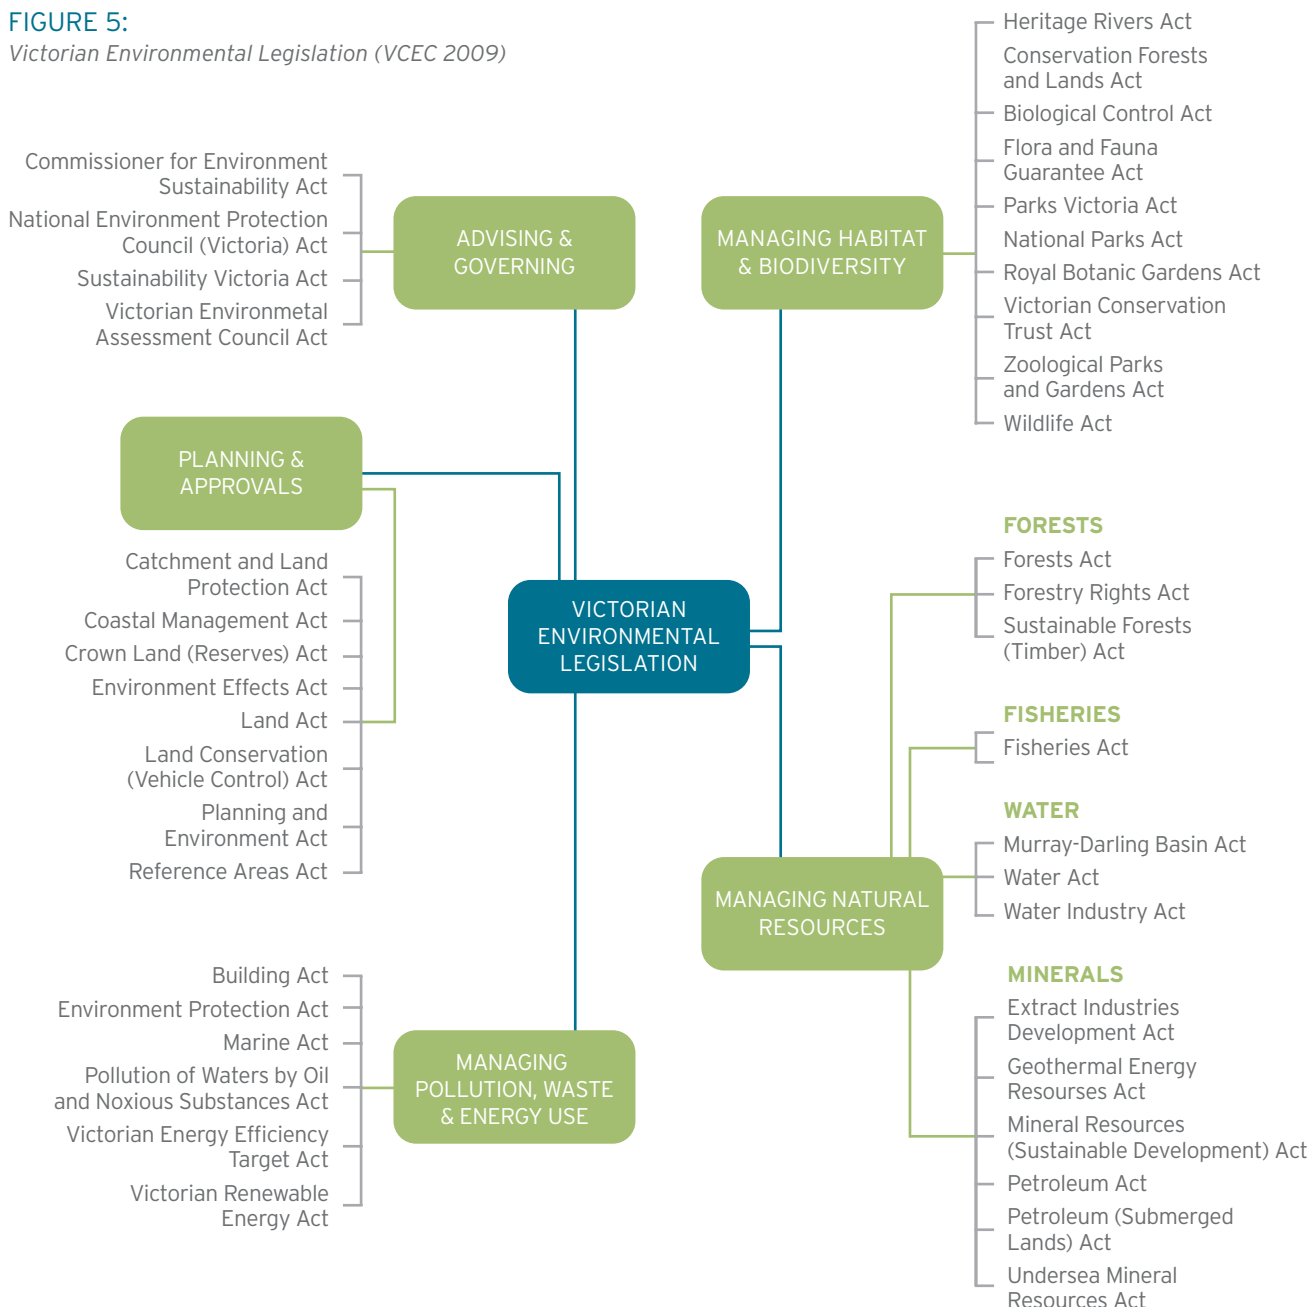 FIGURE 5:
Victorian Environmental Legislation (VCEC 2009)
Commissioner for Environment
Sustainability Act
National Environment Protection
Council (Victoria) Act
Sustainability Victoria Act
Victorian Environmetal
Assessment Council Act
ADVISING &
GOVERNING
MANAGING HABITAT
& BIODIVERSITY
Heritage Rivers Act
Conservation Forests
and Lands Act
Biological Control Act
Flora and Fauna
Guarantee Act
Parks Victoria Act
National Parks Act
Royal Botanic Gardens Act
Victorian Conservation
Trust Act
Zoological Parks
and Gardens Act
Wildlife Act
PLANNING &
APPROVALS
Catchment and Land
Protection Act
Coastal Management Act
Crown Land (Reserves) Act
Environment Effects Act
Land Act
Land Conservation
(Vehicle Control) Act
Planning and
Environment Act
Reference Areas Act
VICTORIAN
ENVIRONMENTAL
LEGISLATION
FORESTS
Forests Act
Forestry Rights Act
Sustainable Forests
(Timber) Act
FISHERIES
Fisheries Act
WATER
Murray-Darling Basin Act
Water Act
Water Industry Act
MANAGING NATURAL
RESOURCES
MINERALS
Extract Industries
Development Act
Geothermal Energy
Resourses Act
Mineral Resources
(Sustainable Development) Act
Petroleum Act
Petroleum (Submerged
Lands) Act
Undersea Mineral
Resources Act
Building Act
Environment Protection Act
Marine Act
Pollution of Waters by Oil
and Noxious Substances Act
Victorian Energy Efficiency
Target Act
Victorian Renewable
Energy Act
MANAGING
POLLUTION, WASTE
& ENERGY USE